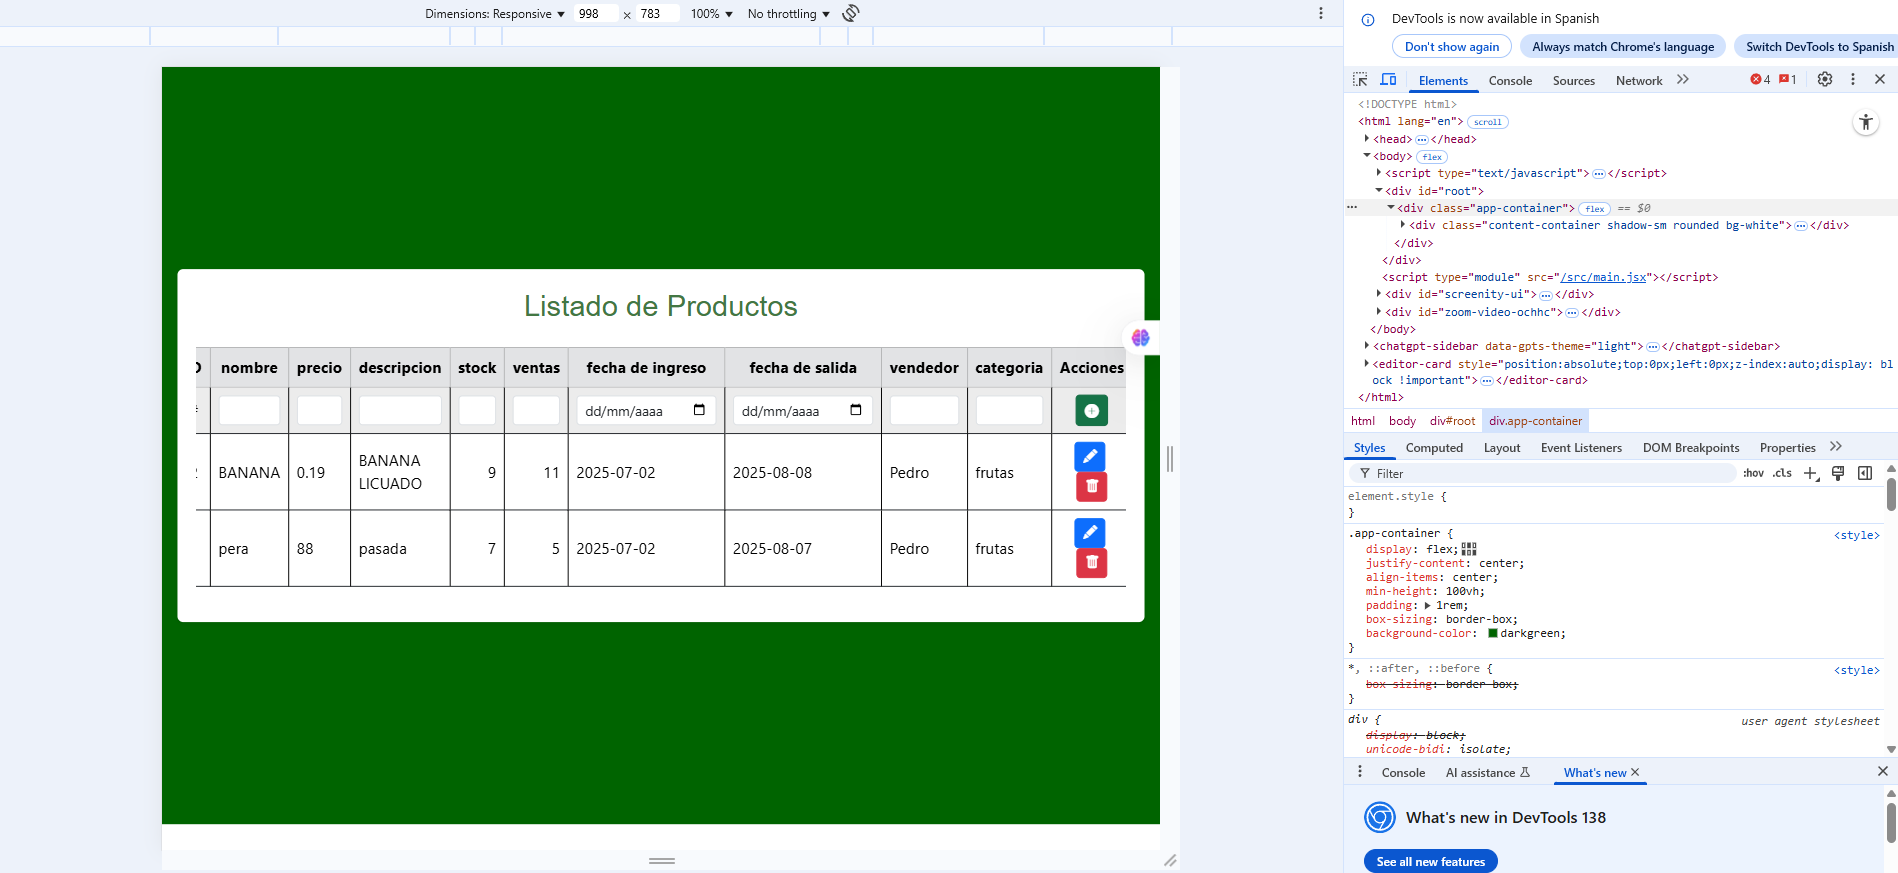 Dimensions: Responsive 998 x 783 100% No throttling
DevTools is now available in Spanish
Don't show again Always match Chrome's language Switch DevTools to Spanish
Elements Console Sources Network 4 1
<!DOCTYPE html>
<html lang="en"> scroll
<head> </head>
<body> flex
<script type="text/javascript"> </script>
<div id="root">
<div class="app-container"> flex == $0
<div class="content-container shadow-sm rounded bg-white"> </div>
</div>
</div>
<script type="module" src="/src/main.jsx"></script>
<div id="screenity-ui"> </div>
<div id="zoom-video-ochhc"> </div>
</body>
<chatgpt-sidebar data-gpts-theme="light"> </chatgpt-sidebar>
<editor-card style="position:absolute;top:0px;left:0px;z-index:auto;display: bl
ock !important"> </editor-card>
</html>
html body div#root div.app-container
Styles Computed Layout Event Listeners DOM Breakpoints Properties
Filter :hov .cls
element.style {
}
.app-container { <style>
display: flex;
justify-content: center;
align-items: center;
min-height: 100vh;
padding: 1rem;
box-sizing: border-box;
background-color: darkgreen;
}
*, ::after, ::before { <style>
box-sizing: border-box;
}
div { user agent stylesheet
display: block;
unicode-bidi: isolate;
Console AI assistance What's new
What's new in DevTools 138
See all new features
Listado de Productos
nombre precio descripcion stock ventas fecha de ingreso fecha de salida vendedor categoria Acciones
dd/mm/aaaa dd/mm/aaaa
BANANA 0.19 BANANA LICUADO 9 11 2025-07-02 2025-08-08 Pedro frutas
pera 88 pasada 7 5 2025-07-02 2025-08-07 Pedro frutas